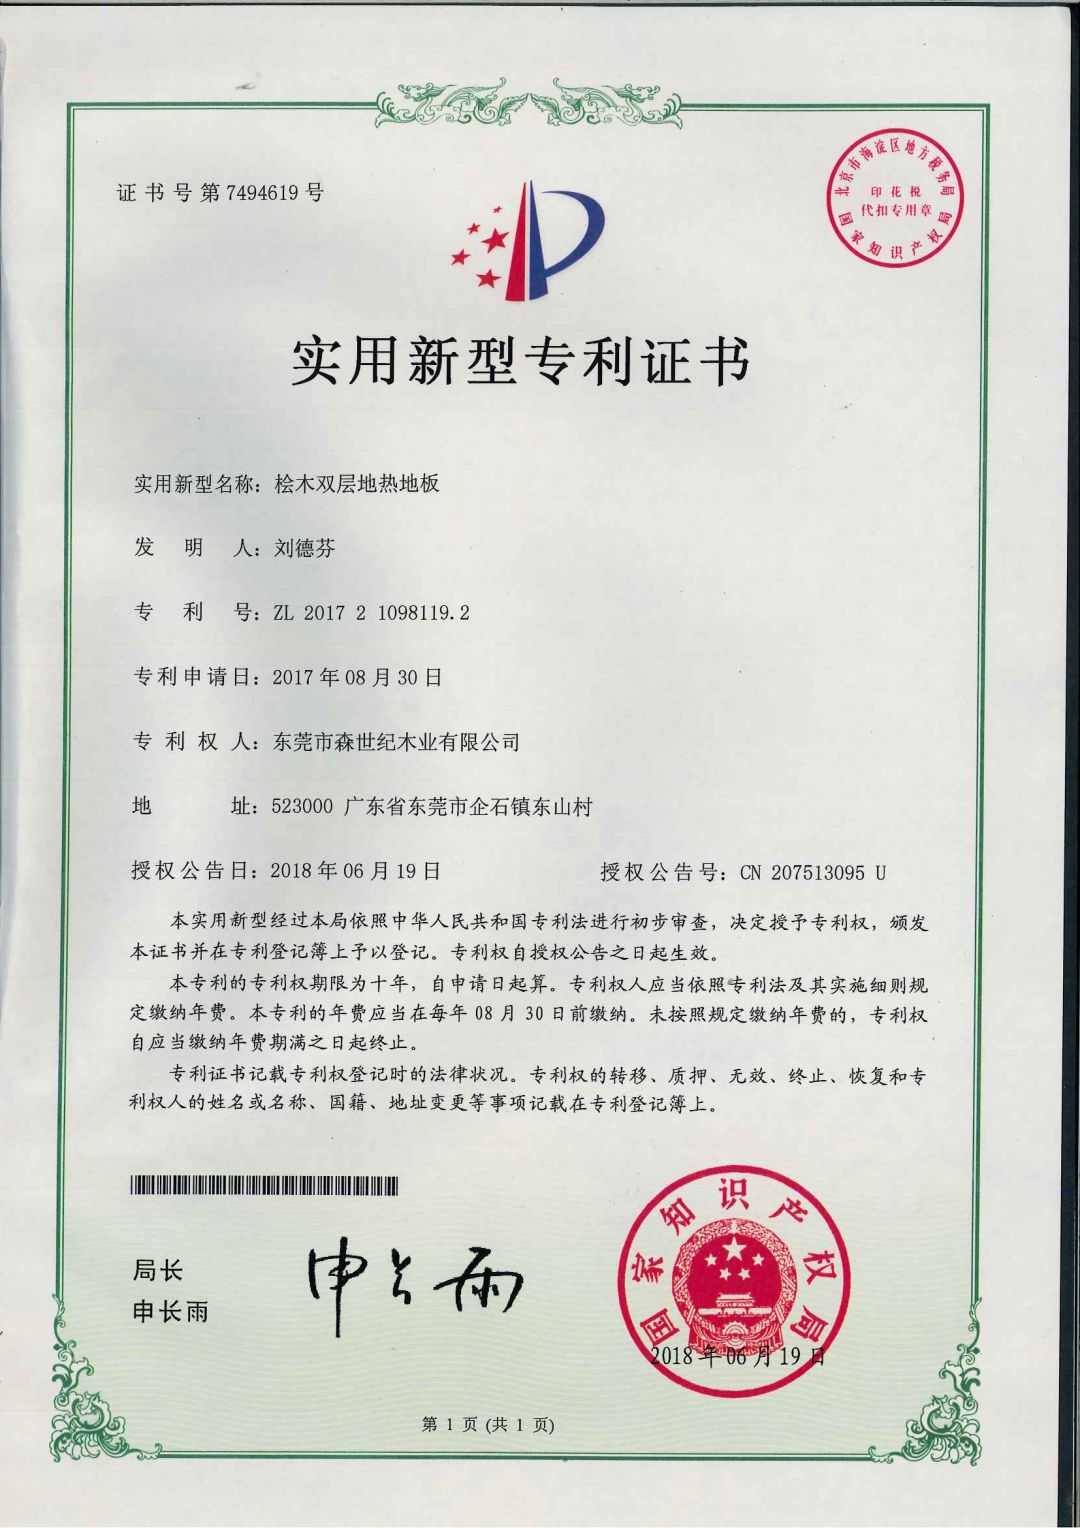 证书号第7494619号
北京市海淀区地方税务局
印花税
代扣专用章
国家知识产权局
实用新型专利证书
实用新型名称：桧木双层地热地板
发明人：刘德芬
专利号：ZL 2017 2 1098119.2
专利申请日：2017年08月30日
专利权人：东莞市森世纪木业有限公司
地址：523000 广东省东莞市企石镇东山村
授权公告日：2018年06月19日 授权公告号：CN 207513095 U
本实用新型经过本局依照中华人民共和国专利法进行初步审查，决定授予专利权，颁发
本证书并在专利登记簿上予以登记。专利权自授权公告之日起生效。
本专利的专利权期限为十年，自申请日起算。专利权人应当依照专利法及其实施细则规
定缴纳年费。本专利的年费应当在每年08月30日前缴纳。未按照规定缴纳年费的，专利权
自应当缴纳年费期满之日起终止。
专利证书记载专利权登记时的法律状况。专利权的转移、质押、无效、终止、恢复和专
利权人的姓名或名称、国籍、地址变更等事项记载在专利登记簿上。
局长
申长雨
申长雨
国家知识产权局
2018年06月19日
第 1 页 (共 1 页)